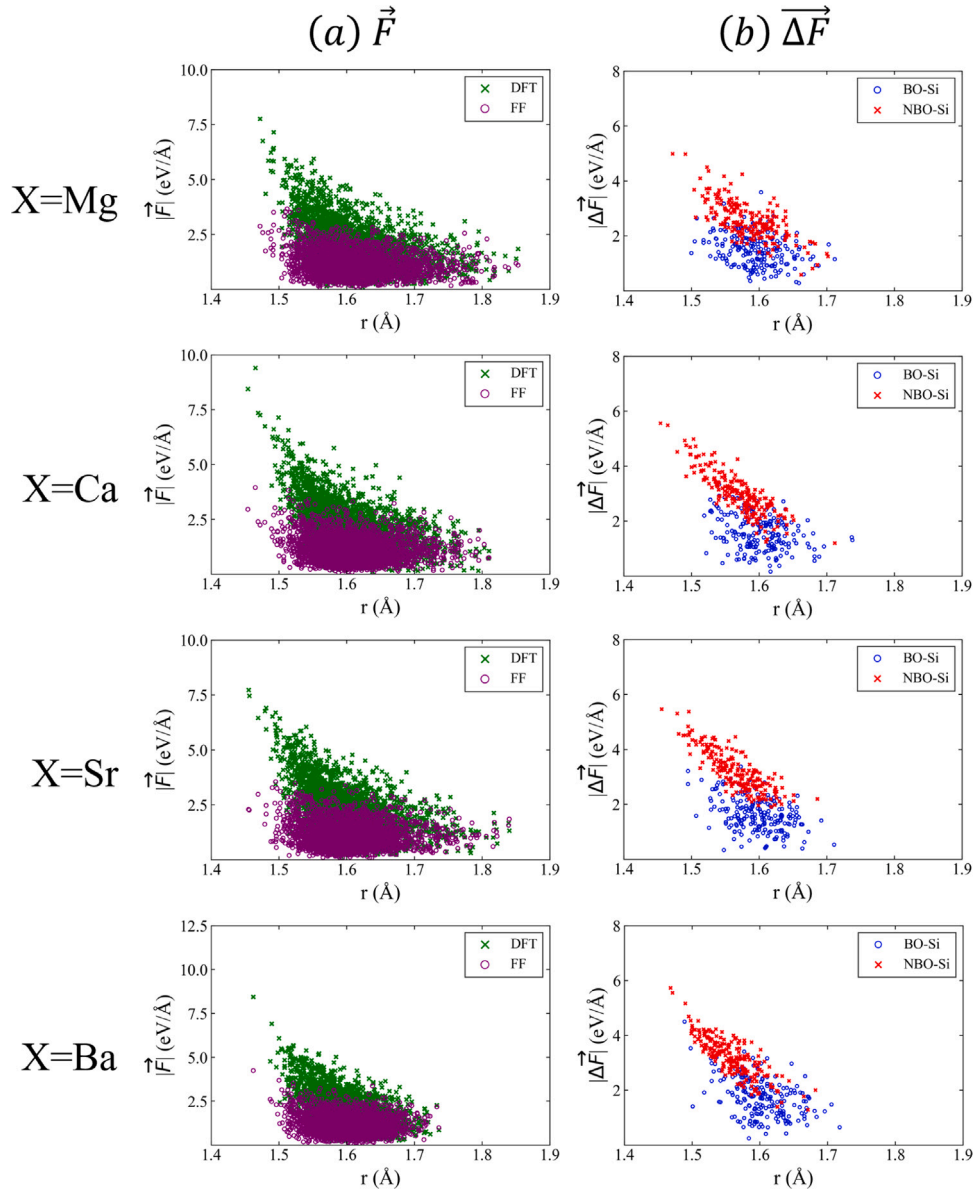 (a) F⃗
(b) ΔF⃗
X=Mg
|F⃗| (eV/Å)
10.0
7.5
5.0
2.5
1.4 1.5 1.6 1.7 1.8 1.9
r (Å)
DFT
FF
|ΔF⃗| (eV/Å)
8
6
4
2
1.4 1.5 1.6 1.7 1.8 1.9
r (Å)
BO-Si
NBO-Si
X=Ca
|F⃗| (eV/Å)
10.0
7.5
5.0
2.5
1.4 1.5 1.6 1.7 1.8 1.9
r (Å)
DFT
FF
|ΔF⃗| (eV/Å)
8
6
4
2
1.4 1.5 1.6 1.7 1.8 1.9
r (Å)
BO-Si
NBO-Si
X=Sr
|F⃗| (eV/Å)
10.0
7.5
5.0
2.5
1.4 1.5 1.6 1.7 1.8 1.9
r (Å)
DFT
FF
|ΔF⃗| (eV/Å)
8
6
4
2
1.4 1.5 1.6 1.7 1.8 1.9
r (Å)
BO-Si
NBO-Si
X=Ba
|F⃗| (eV/Å)
12.5
10.0
7.5
5.0
2.5
1.4 1.5 1.6 1.7 1.8 1.9
r (Å)
DFT
FF
|ΔF⃗| (eV/Å)
8
6
4
2
1.4 1.5 1.6 1.7 1.8 1.9
r (Å)
BO-Si
NBO-Si